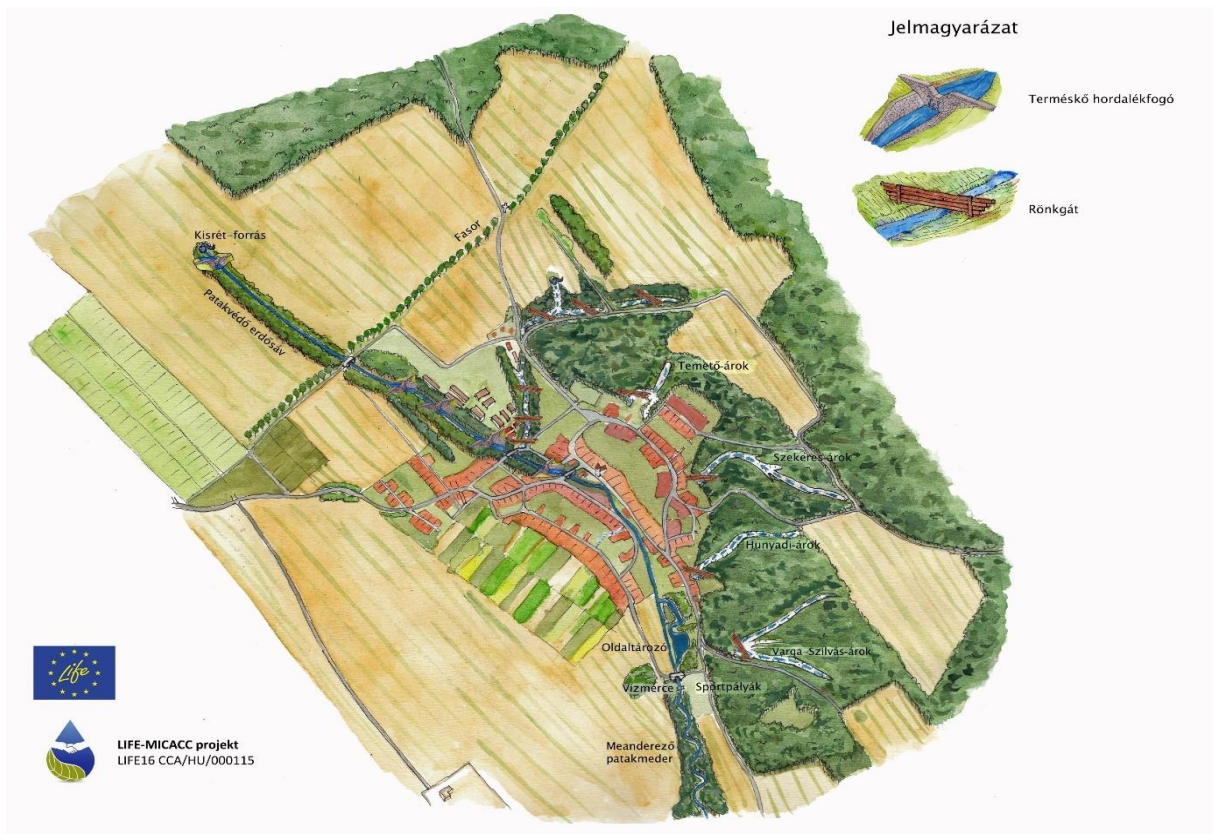 Jelmagyarázat
Terméskő hordalékfogó
Rönkgát
Kisrét-forrás
Fasor
Patakvédő erdősáv
Temető-árok
Szekeres-árok
Hunyadi-árok
Oldaltározó
Varga-Szilvás-árok
Vízmérce
Sportpályák
Meanderező
patakmeder
Life
LIFE-MICACC projekt
LIFE16 CCA/HU/000115